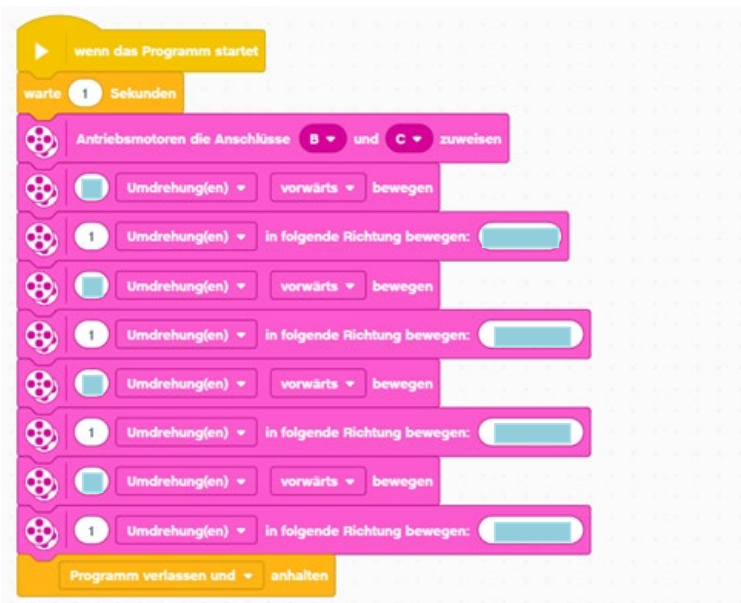 wenn das Programm startet
warte 1 Sekunden
Antriebsmotoren die Anschlüsse B und C zuweisen
Umdrehung(en) vorwärts bewegen
1 Umdrehung(en) in folgende Richtung bewegen:
Umdrehung(en) vorwärts bewegen
1 Umdrehung(en) in folgende Richtung bewegen:
Umdrehung(en) vorwärts bewegen
1 Umdrehung(en) in folgende Richtung bewegen:
Umdrehung(en) vorwärts bewegen
1 Umdrehung(en) in folgende Richtung bewegen:
Programm verlassen und anhalten